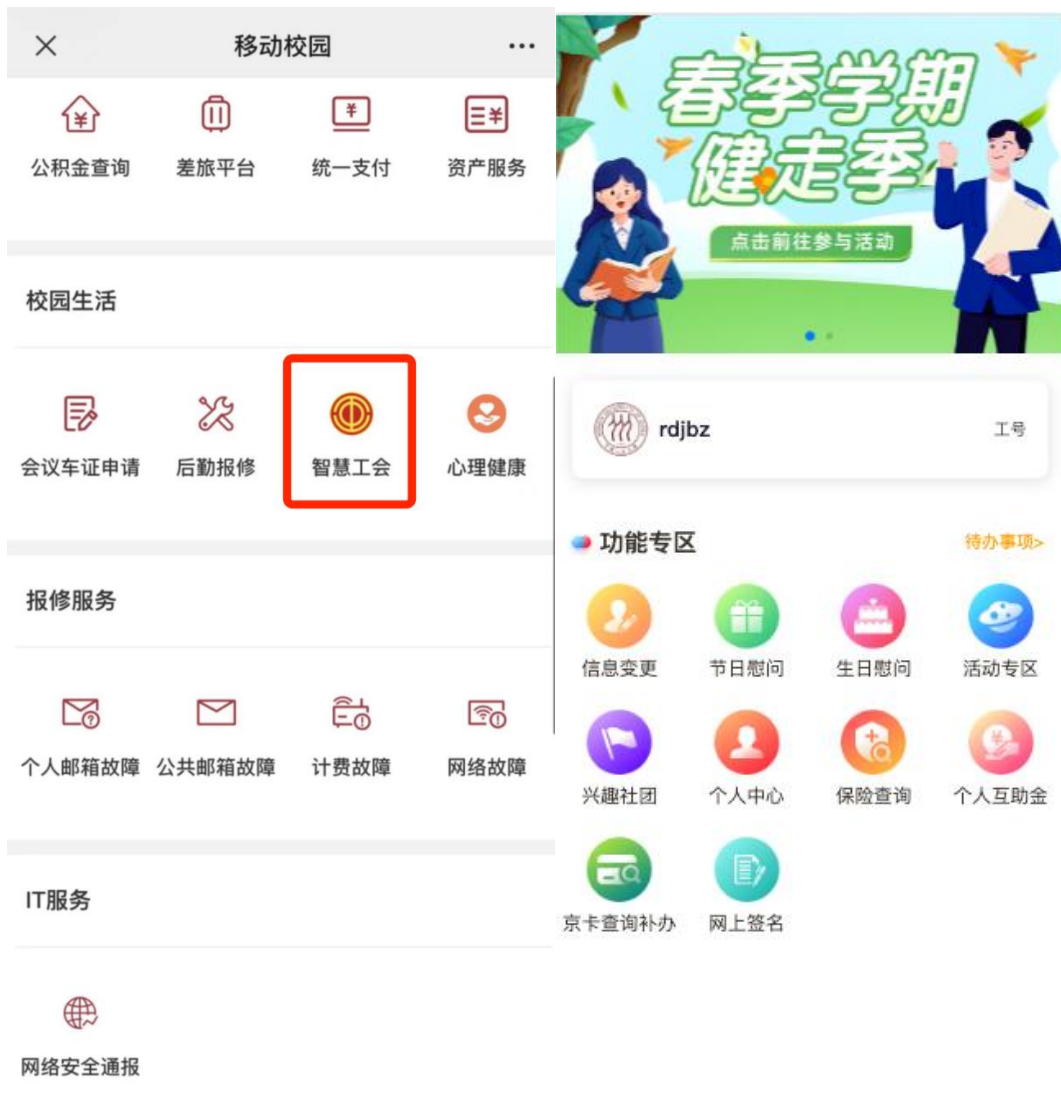 移动校园
公积金查询
差旅平台
统一支付
资产服务
校园生活
会议车证申请
后勤报修
智慧工会
心理健康
报修服务
个人邮箱故障
公共邮箱故障
计费故障
网络故障
IT服务
网络安全通报
春季学期
健走季
点击前往参与活动
rdjbz
工号
功能专区
待办事项>
信息变更
节日慰问
生日慰问
活动专区
兴趣社团
个人中心
保险查询
个人互助金
京卡查询补办
网上签名